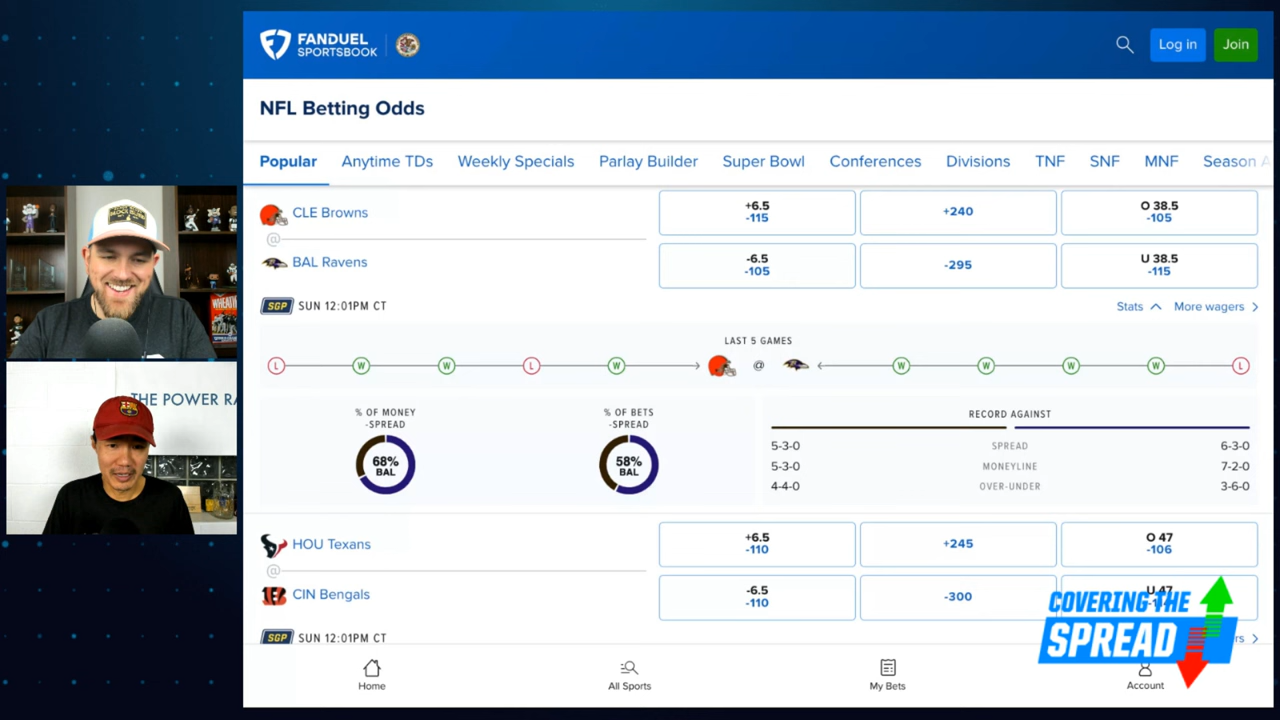 FANDUEL
SPORTSBOOK
Log in
Join
NFL Betting Odds
Popular
Anytime TDs
Weekly Specials
Parlay Builder
Super Bowl
Conferences
Divisions
TNF
SNF
MNF
Season A
CLE Browns
+6.5
-115
+240
O 38.5
-105
@
BAL Ravens
-6.5
-105
-295
U 38.5
-115
SGP SUN 12:01PM CT
Stats
More wagers
LAST 5 GAMES
L W W L W @ W W W W L
% OF MONEY
-SPREAD
68%
BAL
% OF BETS
-SPREAD
58%
BAL
RECORD AGAINST
5-3-0 SPREAD 6-3-0
5-3-0 MONEYLINE 7-2-0
4-4-0 OVER-UNDER 3-6-0
HOU Texans
+6.5
-110
+245
O 47
-106
@
CIN Bengals
-6.5
-110
-300
U 47
SGP SUN 12:01PM CT
COVERING THE
SPREAD
Home
All Sports
My Bets
Account
THE POWER RA